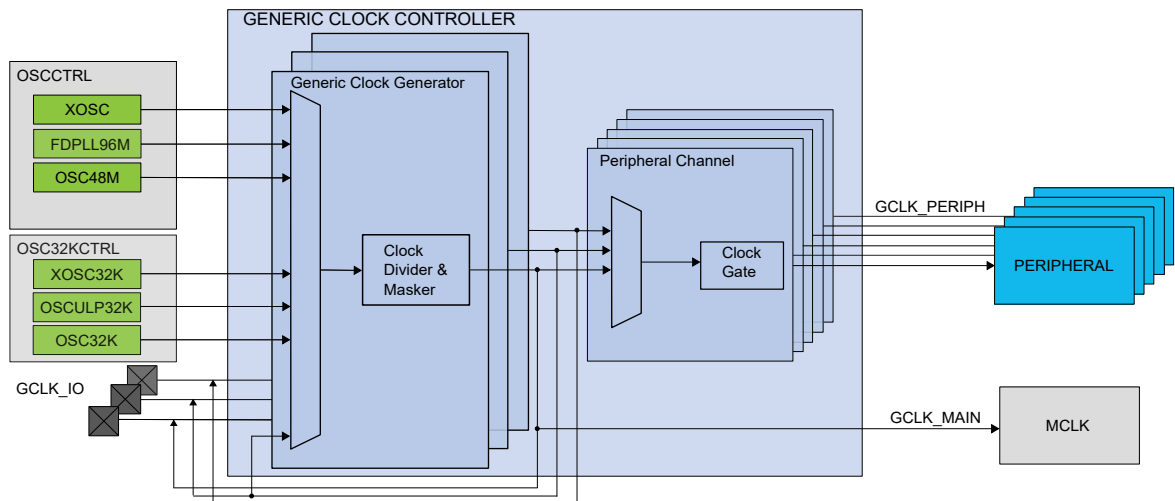 GENERIC CLOCK CONTROLLER
OSCCTRL
XOSC
FDPLL96M
OSC48M
OSC32KCTRL
XOSC32K
OSCULP32K
OSC32K
GCLK_IO
Generic Clock Generator
Clock
Divider &
Masker
Peripheral Channel
Clock
Gate
GCLK_PERIPH
PERIPHERAL
GCLK_MAIN
MCLK